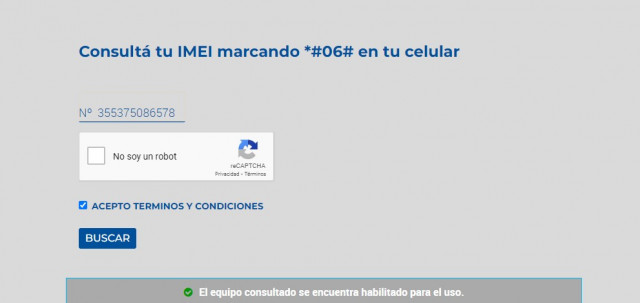 Consultá tu IMEI marcando *#06# en tu celular
Nº 355375086578
No soy un robot
reCAPTCHA
Privacidad - Términos
ACEPTO TERMINOS Y CONDICIONES
BUSCAR
El equipo consultado se encuentra habilitado para el uso.